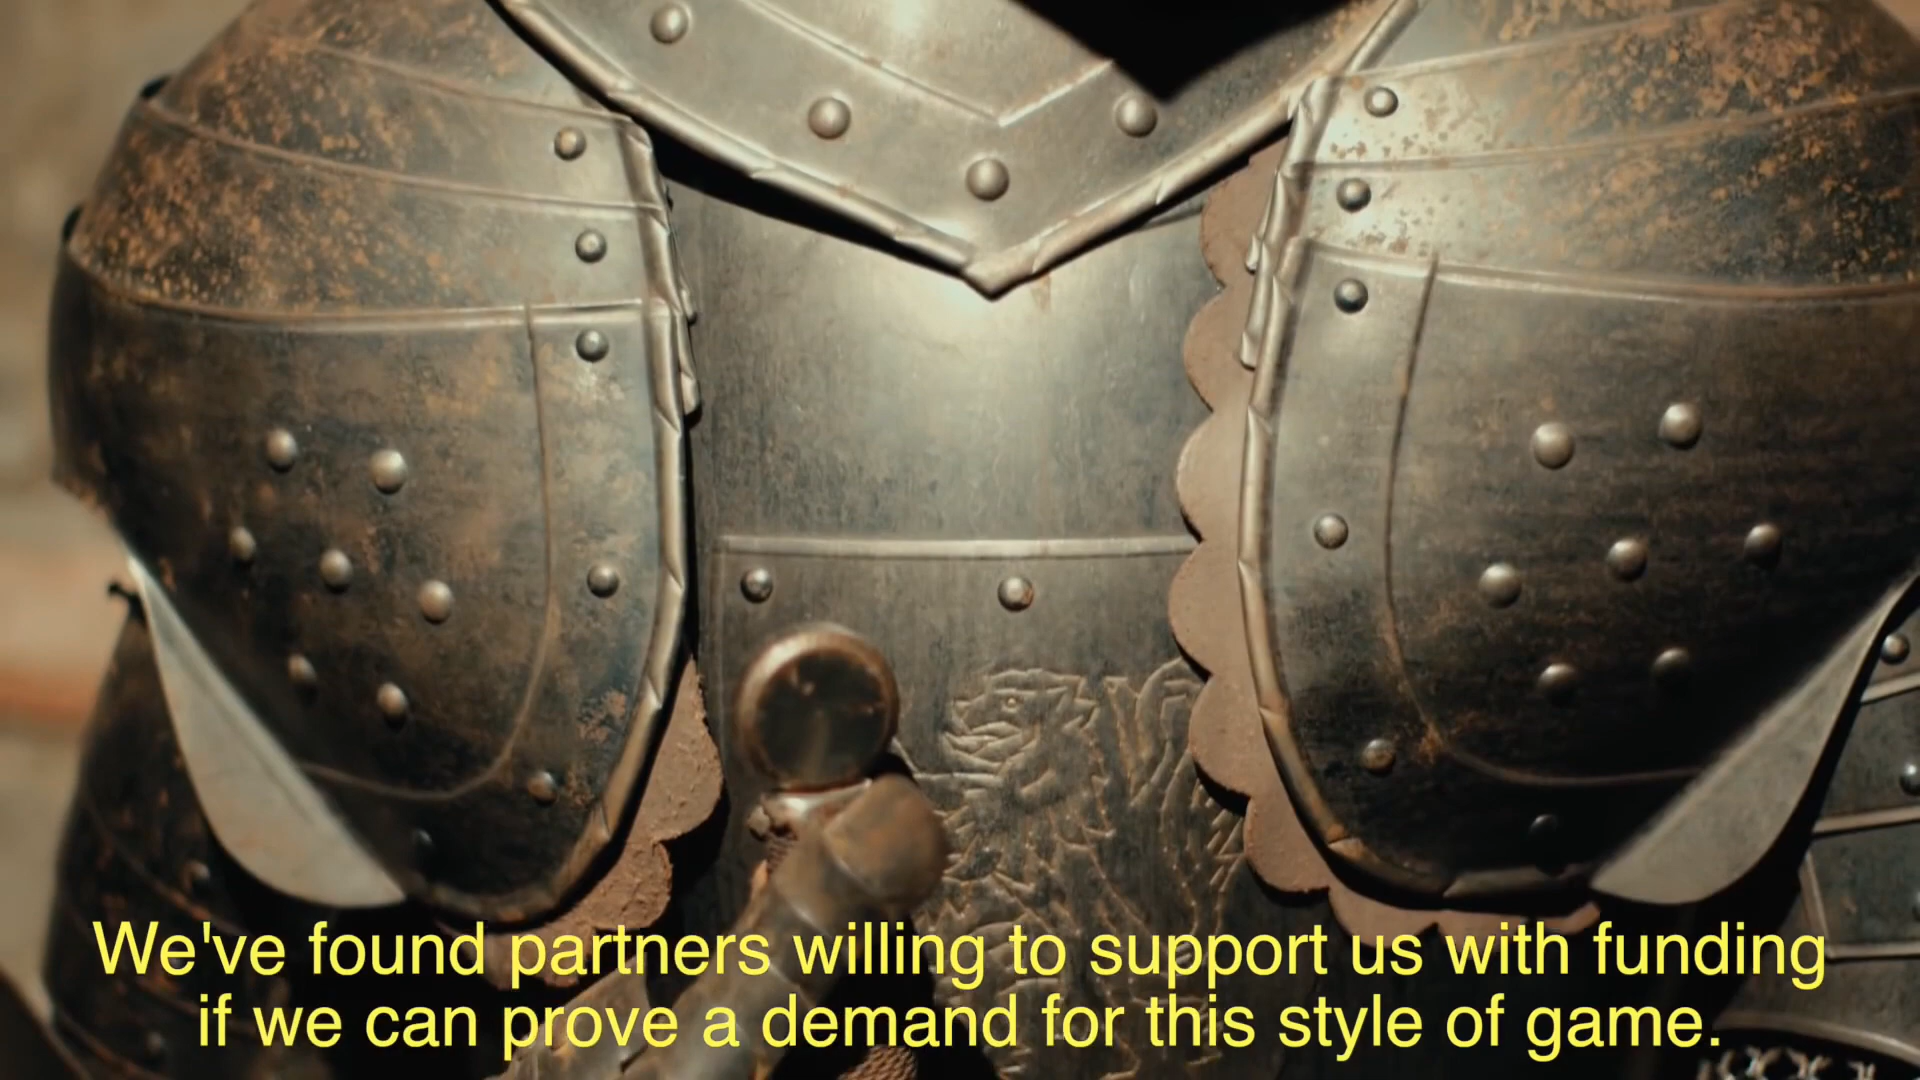 We've found partners willing to support us with funding
if we can prove a demand for this style of game.